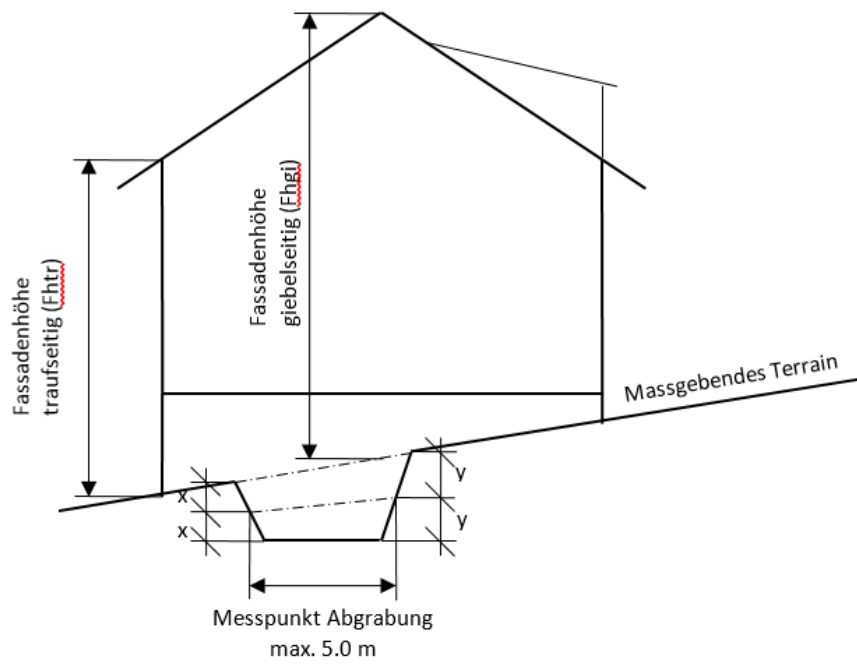 Fassadenhöhe
traufseitig (Fhtr)
Fassadenhöhe
giebelseitig (Fhgi)
Massgebendes Terrain
x
x
y
y
Messpunkt Abgrabung
max. 5.0 m